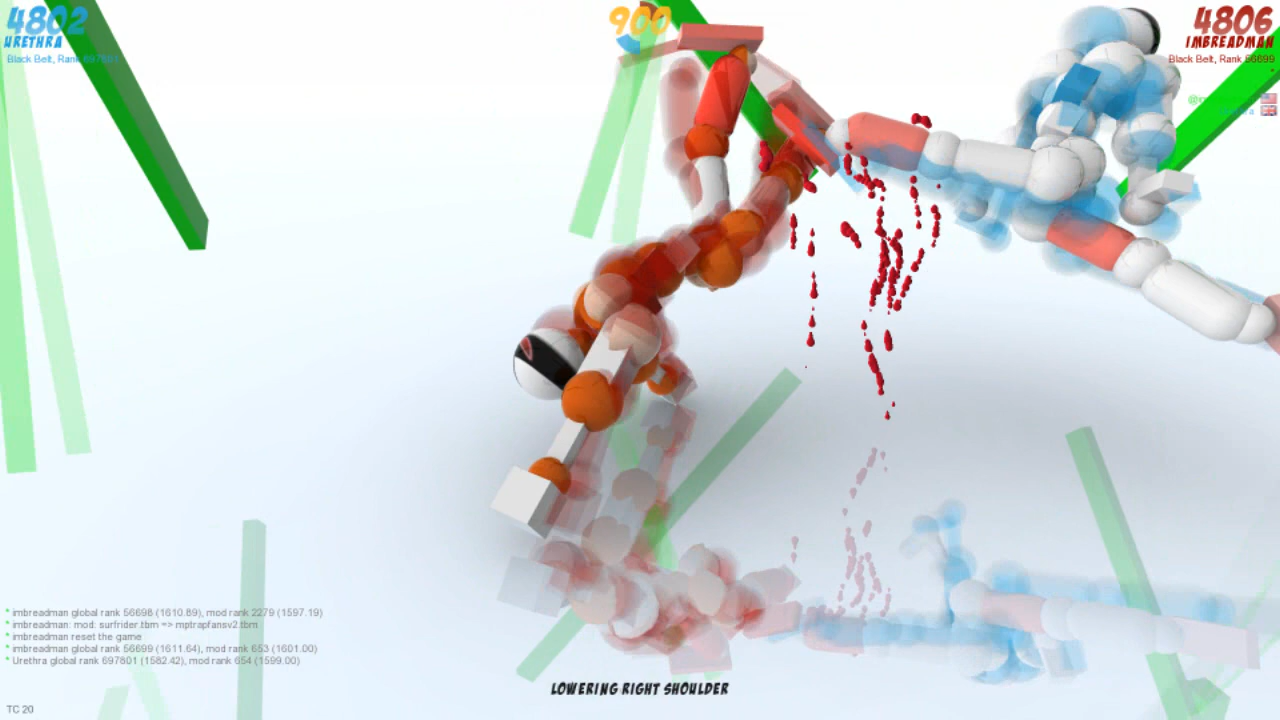 4802
URETHRA
Black Belt, Rank 697801
900
4806
IMBREADMAN
Black Belt, Rank 56699
* imbreadman global rank 56698 (1610.89), mod rank 2279 (1597.19)
* imbreadman: mod: surfrider.tbm => mptrapfansv2.tbm
* imbreadman reset the game
* imbreadman global rank 56699 (1611.64), mod rank 653 (1601.00)
* Urethra global rank 697801 (1582.42), mod rank 654 (1599.00)
LOWERING RIGHT SHOULDER
TC 20